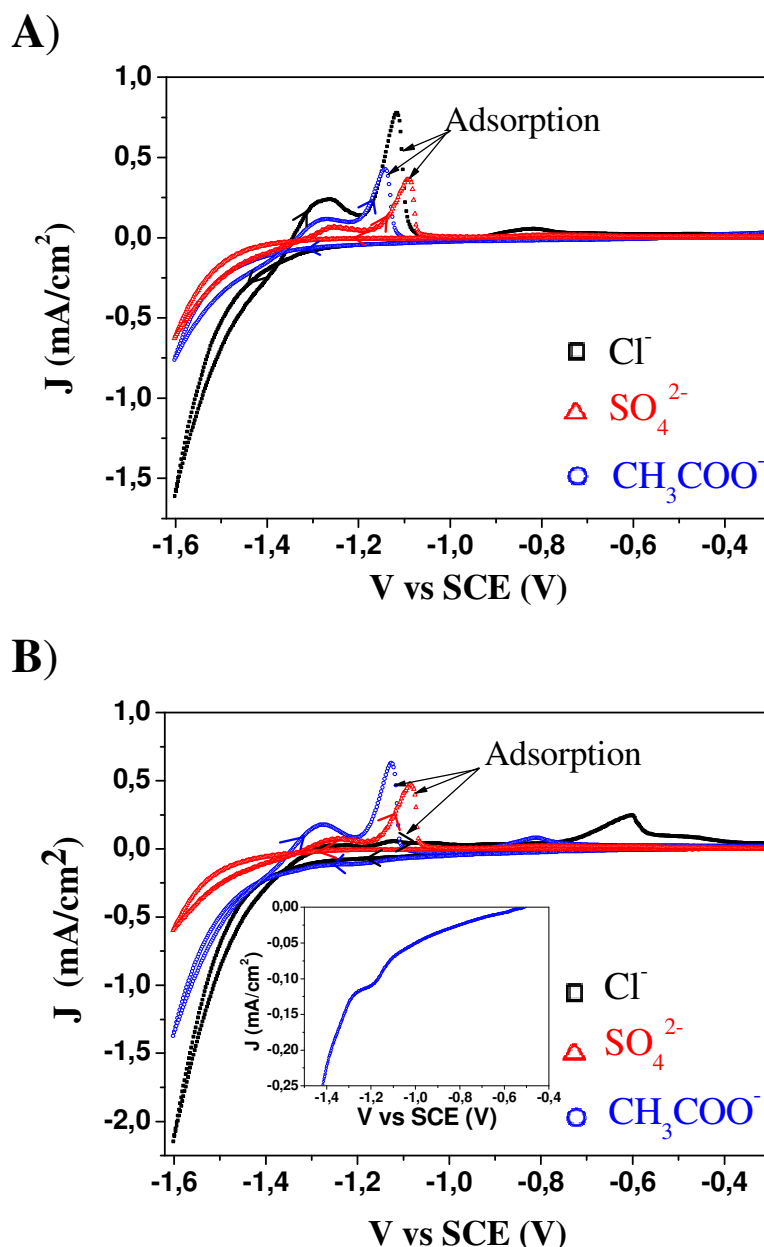 A)
1,0
0,5
0,0
-0,5
-1,0
-1,5
J (mA/cm²)
Adsorption
Cl⁻
SO₄²⁻
CH₃COO⁻
-1,6 -1,4 -1,2 -1,0 -0,8 -0,6 -0,4
V vs SCE (V)
B)
1,0
0,5
0,0
-0,5
-1,0
-1,5
-2,0
J (mA/cm²)
Adsorption
0,00
-0,05
-0,10
-0,15
-0,20
-0,25
J (mA/cm²)
-1,4 -1,2 -1,0 -0,8 -0,6 -0,4
V vs SCE (V)
Cl⁻
SO₄²⁻
CH₃COO⁻
-1,6 -1,4 -1,2 -1,0 -0,8 -0,6 -0,4
V vs SCE (V)